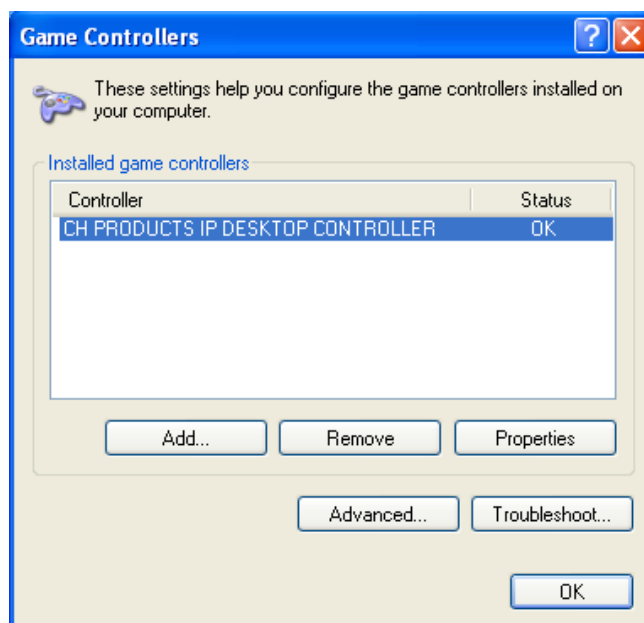 Game Controllers
These settings help you configure the game controllers installed on
your computer.
Installed game controllers
Controller Status
CH PRODUCTS IP DESKTOP CONTROLLER OK
Add... Remove Properties
Advanced... Troubleshoot...
OK